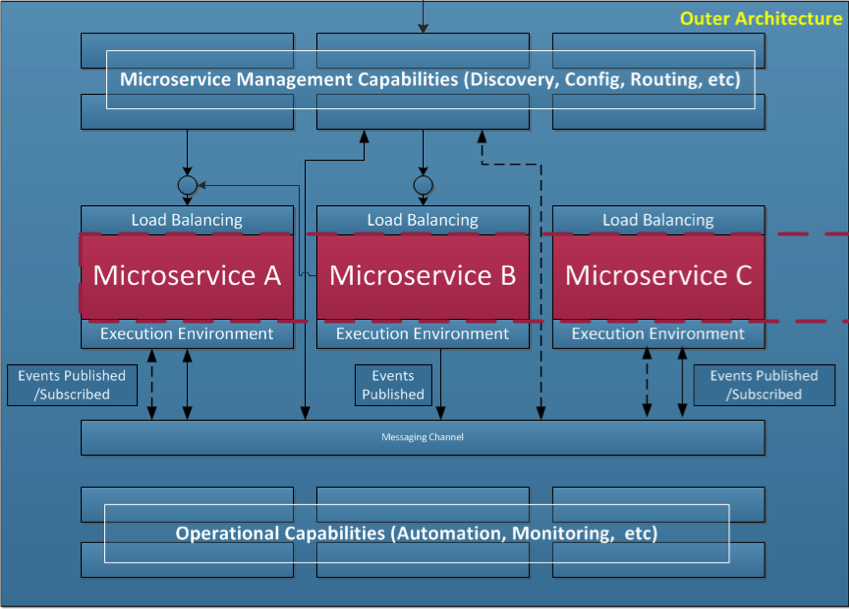 Outer Architecture
Microservice Management Capabilities (Discovery, Config, Routing, etc)
Load Balancing
Load Balancing
Load Balancing
Microservice A
Microservice B
Microservice C
Execution Environment
Execution Environment
Execution Environment
Events Published
/Subscribed
Events
Published
Events Published
/Subscribed
Messaging Channel
Operational Capabilities (Automation, Monitoring,  etc)